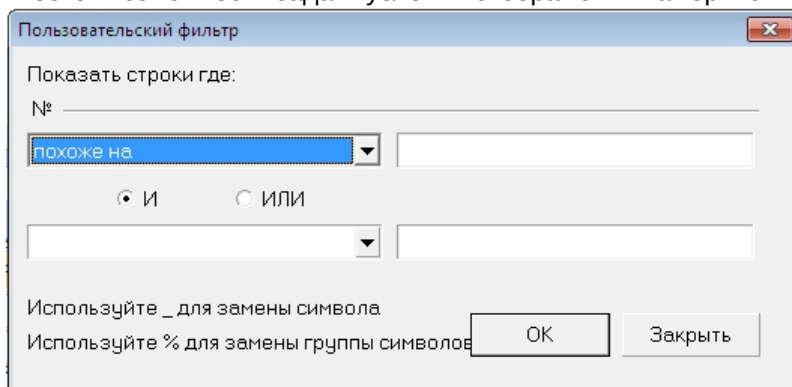 Пользовательский фильтр
Показать строки где:
№
похоже на
И ИЛИ
Используйте _ для замены символа
Используйте % для замены группы символов
OK Закрыть